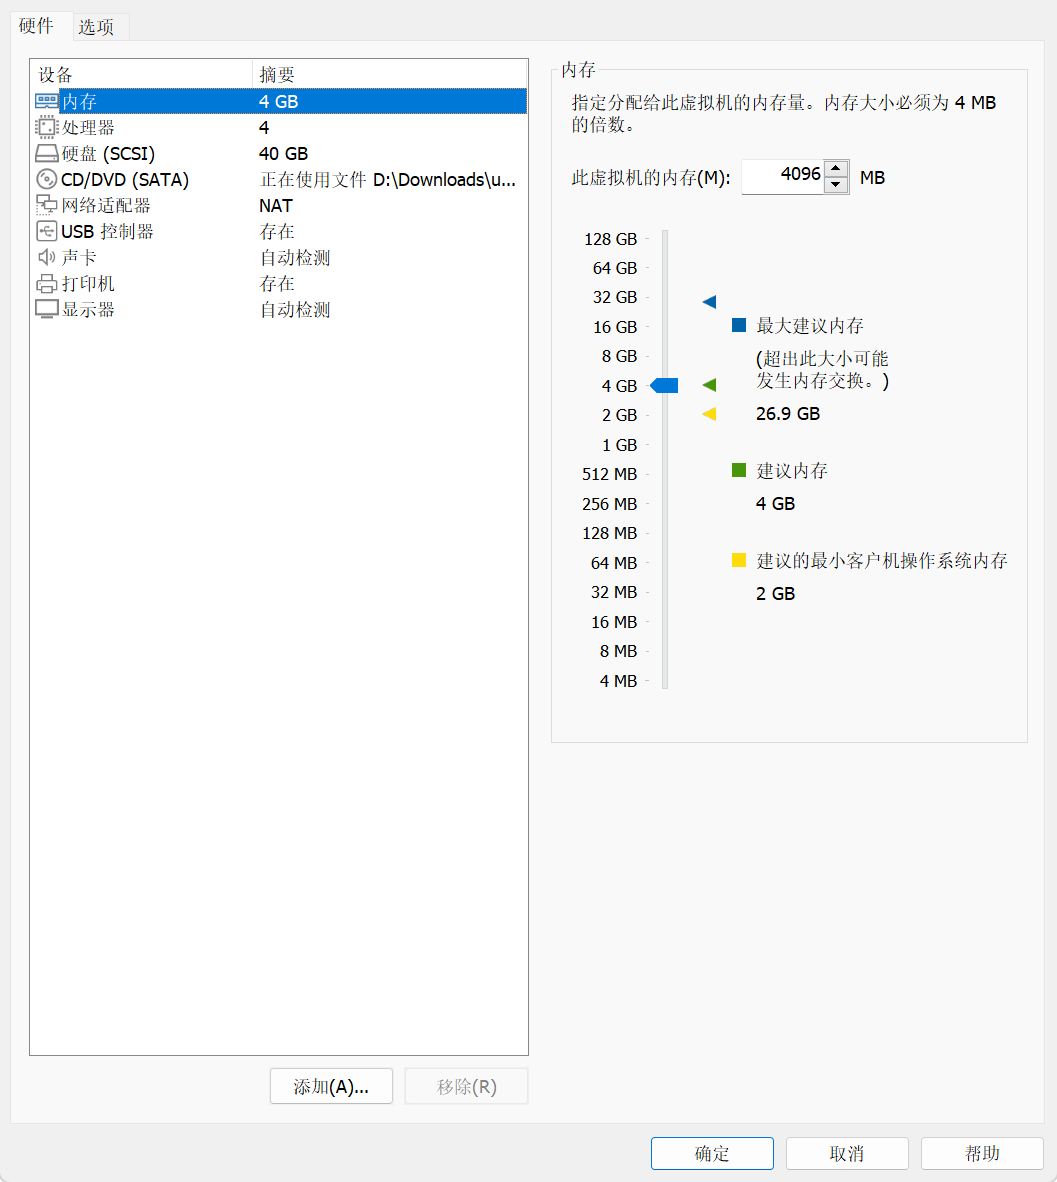 硬件 选项
设备 摘要
内存 4 GB
处理器 4
硬盘 (SCSI) 40 GB
CD/DVD (SATA) 正在使用文件 D:\Downloads\u...
网络适配器 NAT
USB 控制器 存在
声卡 自动检测
打印机 存在
显示器 自动检测
添加(A)... 移除(R)
内存
指定分配给此虚拟机的内存量。内存大小必须为 4 MB
的倍数。
此虚拟机的内存(M): 4096 MB
128 GB
64 GB
32 GB
16 GB
8 GB
4 GB
2 GB
1 GB
512 MB
256 MB
128 MB
64 MB
32 MB
16 MB
8 MB
4 MB
最大建议内存
(超出此大小可能
发生内存交换。)
26.9 GB
建议内存
4 GB
建议的最小客户机操作系统内存
2 GB
确定 取消 帮助